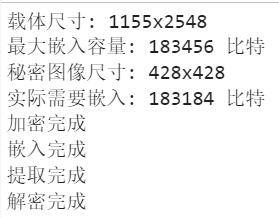 载体尺寸: 1155x2548
最大嵌入容量: 183456 比特
秘密图像尺寸: 428x428
实际需要嵌入: 183184 比特
加密完成
嵌入完成
提取完成
解密完成